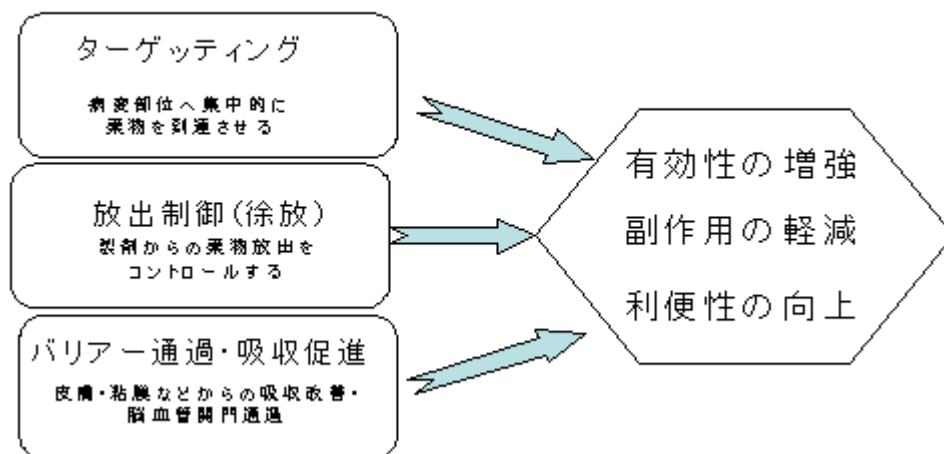 ターゲッティング
病変部位へ集中的に
薬物を到達させる
放出制御(徐放)
製剤からの薬物放出を
コントロールする
バリアー通過・吸収促進
皮膚・粘膜などからの吸収改善・
脳血管関門通過
有効性の増強
副作用の軽減
利便性の向上